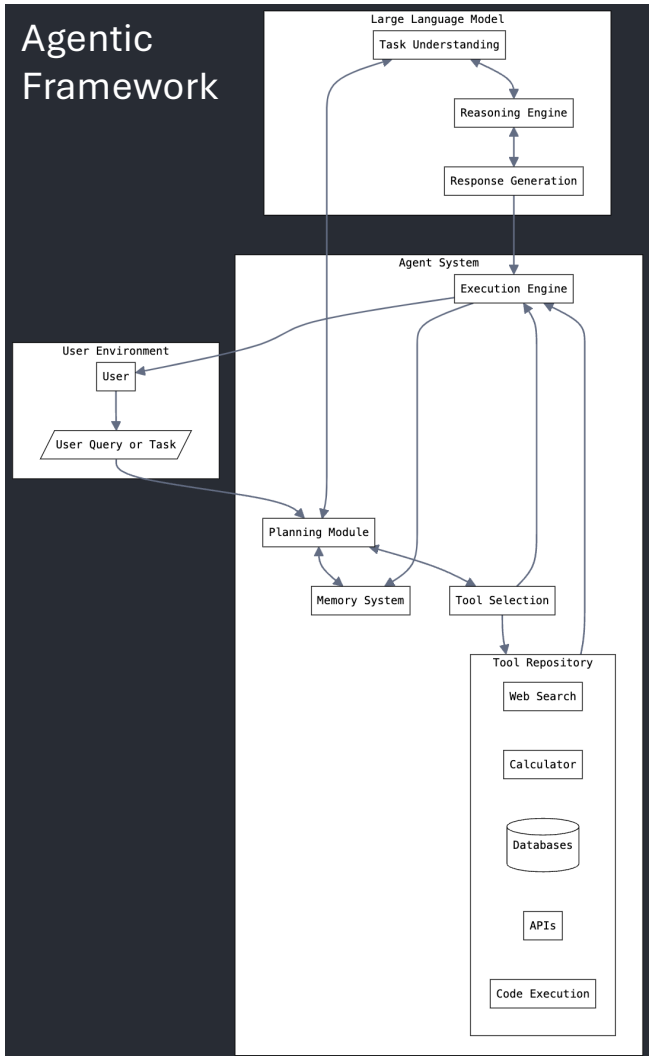 Agentic
Framework
Large Language Model
Task Understanding
Reasoning Engine
Response Generation
Agent System
Execution Engine
User Environment
User
User Query or Task
Planning Module
Memory System
Tool Selection
Tool Repository
Web Search
Calculator
Databases
APIs
Code Execution